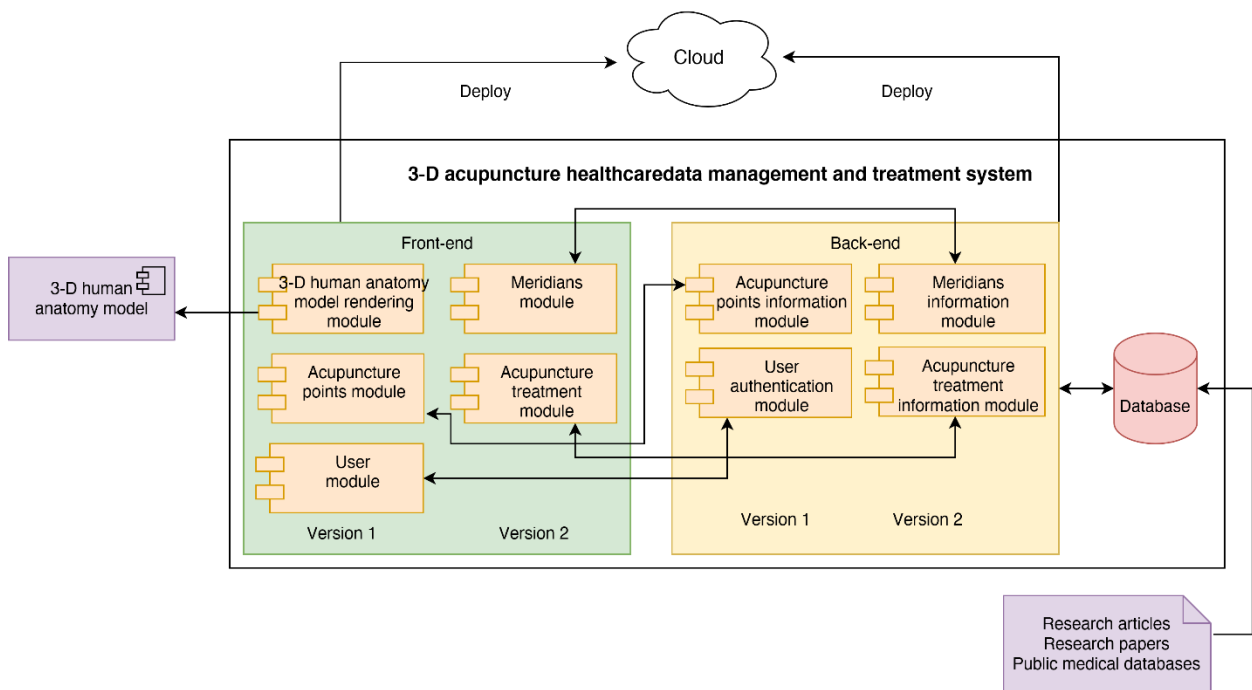 Cloud
Deploy
Deploy
3-D acupuncture healthcaredata management and treatment system
Front-end
Back-end
3-D human
anatomy model
3-D human anatomy
model rendering
module
Meridians
module
Acupuncture
points information
module
Meridians
information
module
Acupuncture
points module
Acupuncture
treatment
module
User
authentication
module
Acupuncture
treatment
information module
Database
User
module
Version 1
Version 2
Version 1
Version 2
Research articles
Research papers
Public medical databases